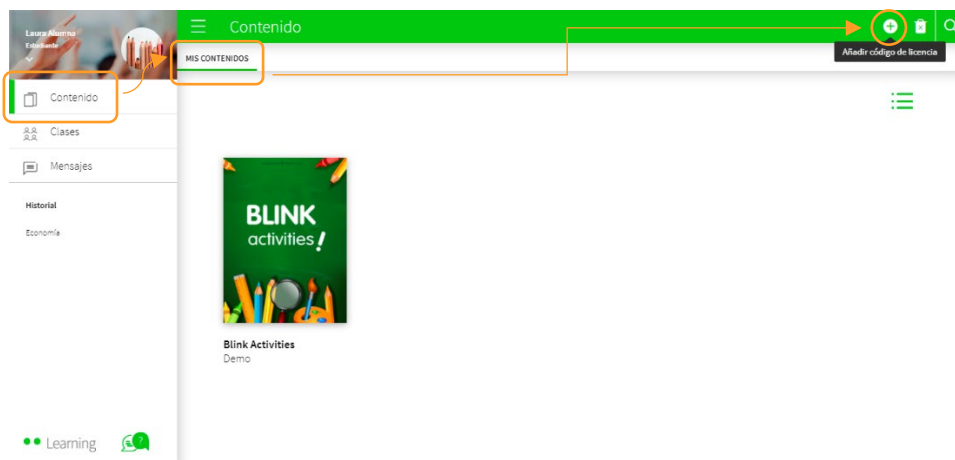 Laura Alumna
Estudiante
Contenido
Clases
Mensajes
Historial
Economía
Learning
?
Contenido
Añadir código de licencia
MIS CONTENIDOS
BLINK
activities!
Blink Activities
Demo